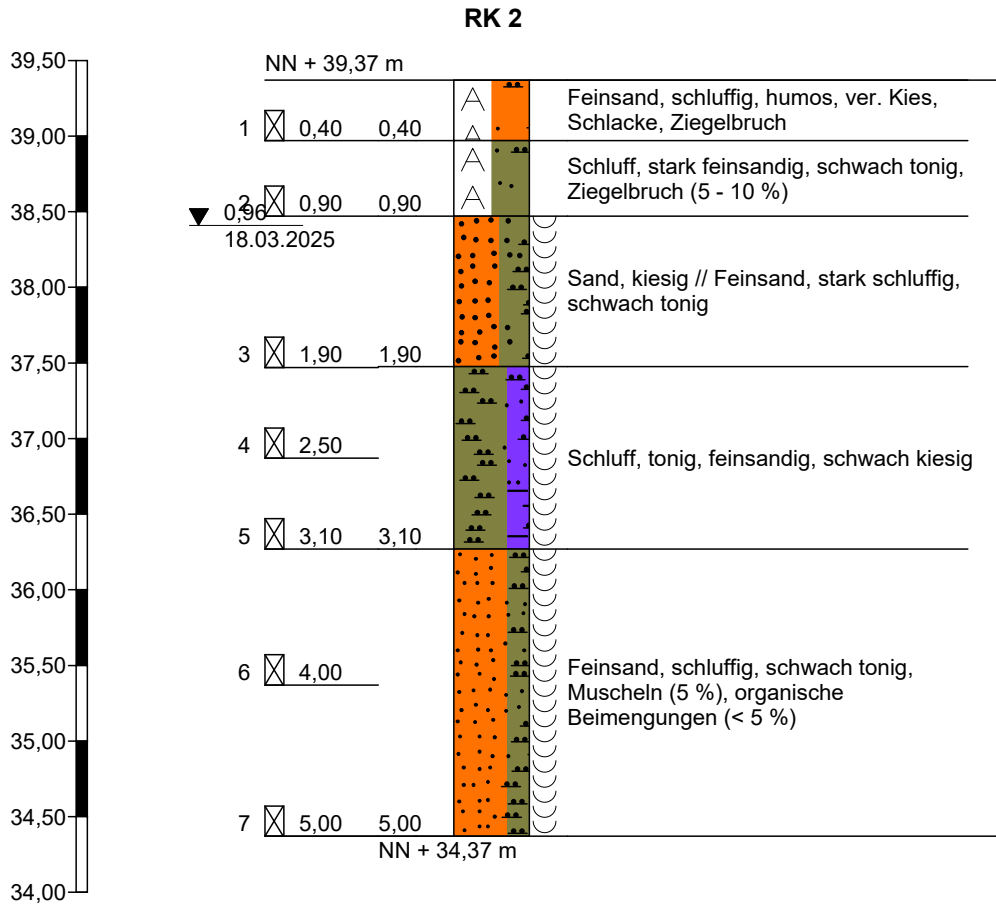 RK 2
39,50
NN + 39,37 m
Feinsand, schluffig, humos, ver. Kies,
Schlacke, Ziegelbruch
39,00
1 0,40 0,40
Schluff, stark feinsandig, schwach tonig,
Ziegelbruch (5 - 10 %)
38,50
2 0,90 0,90
0,96
18.03.2025
38,00
Sand, kiesig // Feinsand, stark schluffig,
schwach tonig
37,50
3 1,90 1,90
37,00
4 2,50
Schluff, tonig, feinsandig, schwach kiesig
36,50
5 3,10 3,10
36,00
35,50
6 4,00
Feinsand, schluffig, schwach tonig,
Muscheln (5 %), organische
Beimengungen (< 5 %)
35,00
34,50
7 5,00 5,00
NN + 34,37 m
34,00